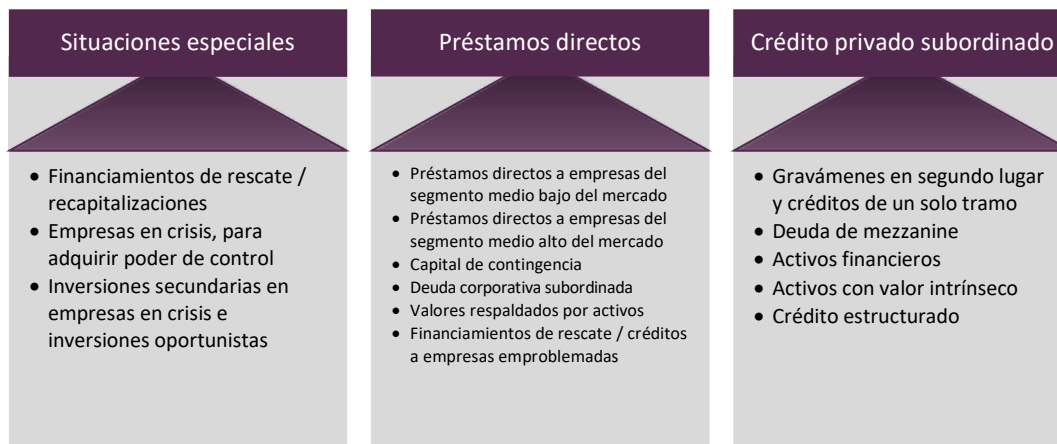 Situaciones especiales
• Financiamientos de rescate /
recapitalizaciones
• Empresas en crisis, para
adquirir poder de control
• Inversiones secundarias en
empresas en crisis e
inversiones oportunistas
Préstamos directos
• Préstamos directos a empresas del
segmento medio bajo del mercado
• Préstamos directos a empresas del
segmento medio alto del mercado
• Capital de contingencia
• Deuda corporativa subordinada
• Valores respaldados por activos
• Financiamientos de rescate / créditos
a empresas emproblemadas
Crédito privado subordinado
• Gravámenes en segundo lugar
y créditos de un solo tramo
• Deuda de mezzanine
• Activos financieros
• Activos con valor intrínseco
• Crédito estructurado